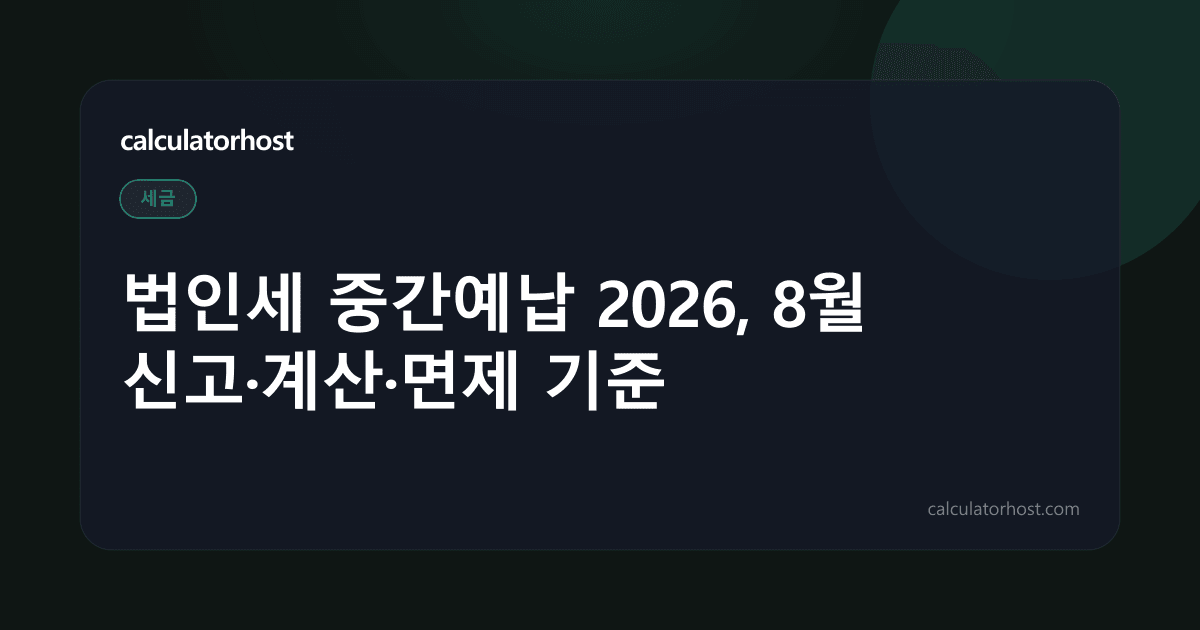 calculatorhost
세금
법인세 중간예납 2026, 8월
신고·계산·면제 기준
calculatorhost.com